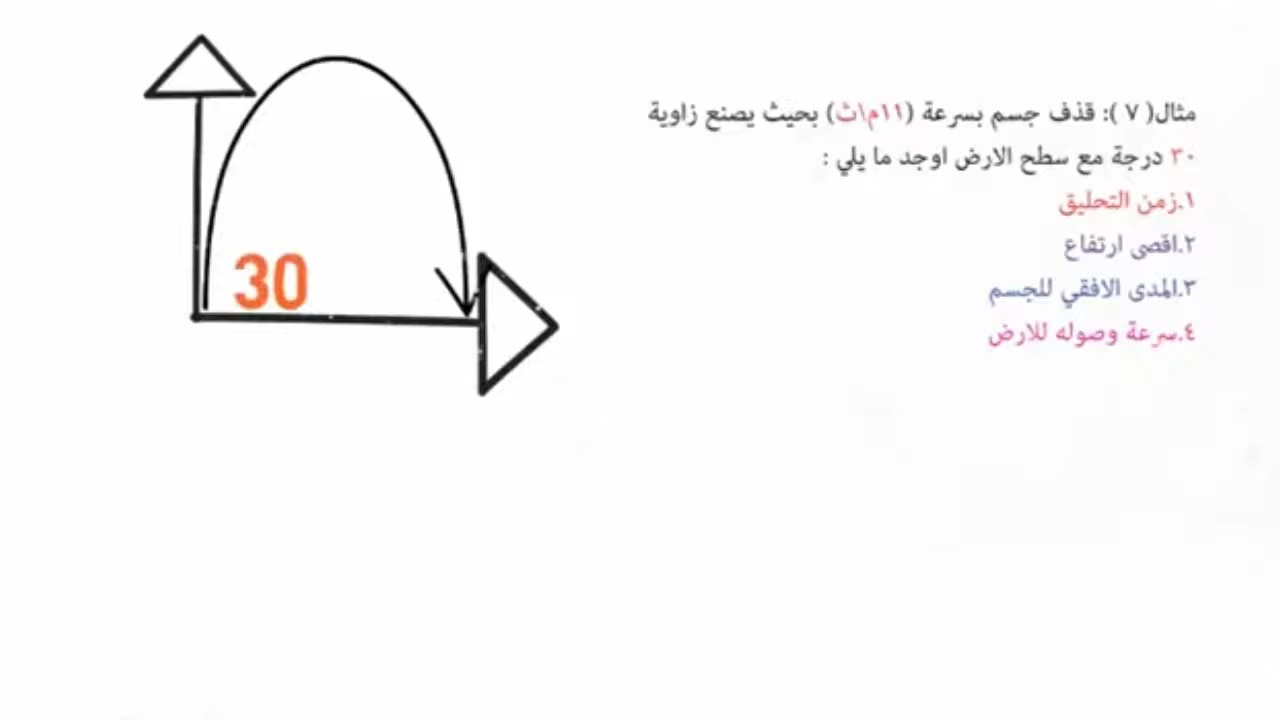 مثال( ٧ ): قذف جسم بسرعة (١١م\ث) بحيث يصنع زاوية
٣٠ درجة مع سطح الارض اوجد ما يلي :
١.زمن التحليق
٢.اقصى ارتفاع
٣.المدى الافقي للجسم
٤.سرعة وصوله للارض
30